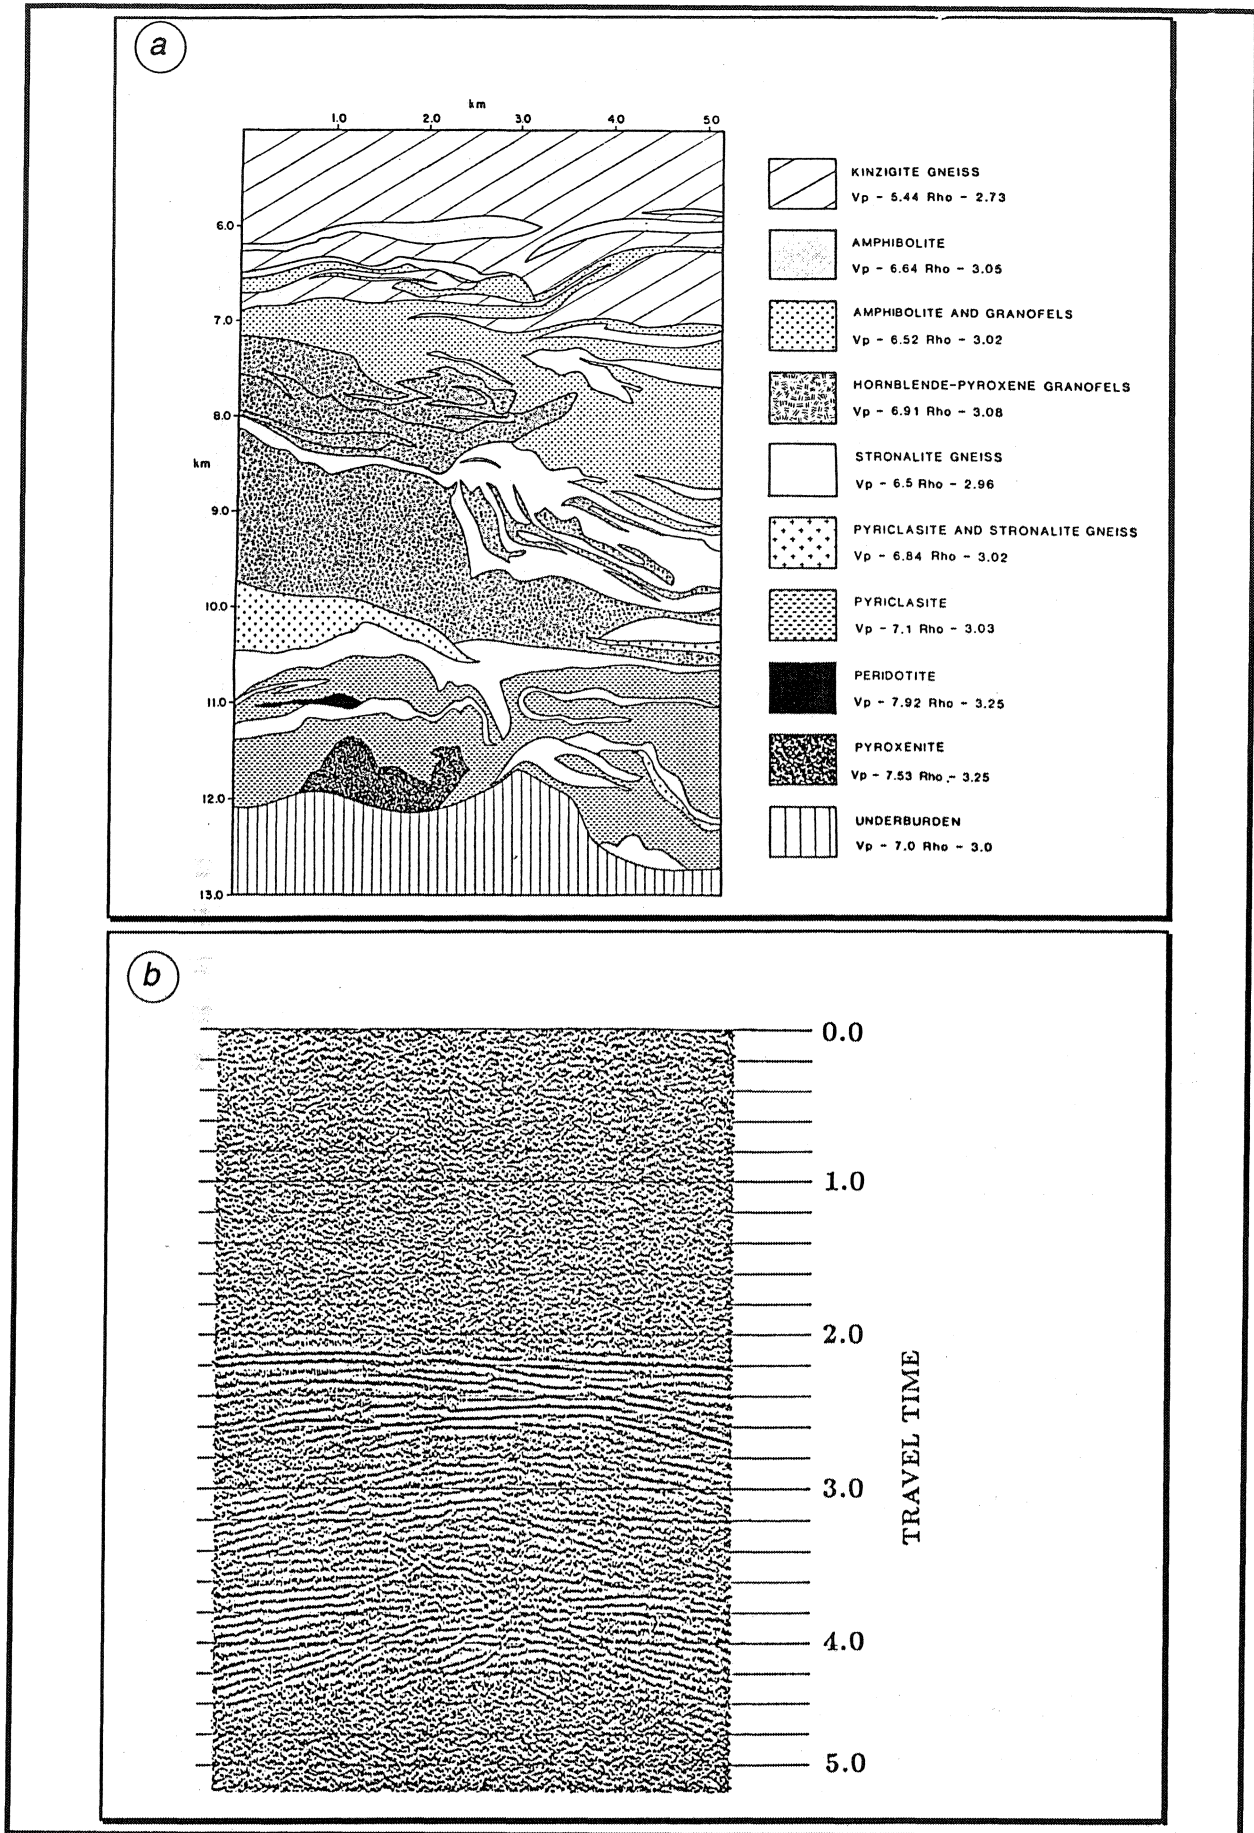 a
km
1.0 2.0 3.0 4.0 5.0
6.0
7.0
8.0
km
9.0
10.0
11.0
12.0
13.0
KINZIGITE GNEISS
Vp - 5.44 Rho - 2.73
AMPHIBOLITE
Vp - 6.64 Rho - 3.05
AMPHIBOLITE AND GRANOFELS
Vp - 6.52 Rho - 3.02
HORNBLENDE-PYROXENE GRANOFELS
Vp - 6.91 Rho - 3.08
STRONALITE GNEISS
Vp - 6.5 Rho - 2.96
PYRICLASITE AND STRONALITE GNEISS
Vp - 6.84 Rho - 3.02
PYRICLASITE
Vp - 7.1 Rho - 3.03
PERIDOTITE
Vp - 7.92 Rho - 3.25
PYROXENITE
Vp - 7.53 Rho - 3.25
UNDERBURDEN
Vp - 7.0 Rho - 3.0
b
0.0
1.0
2.0
3.0
4.0
5.0
TRAVEL TIME